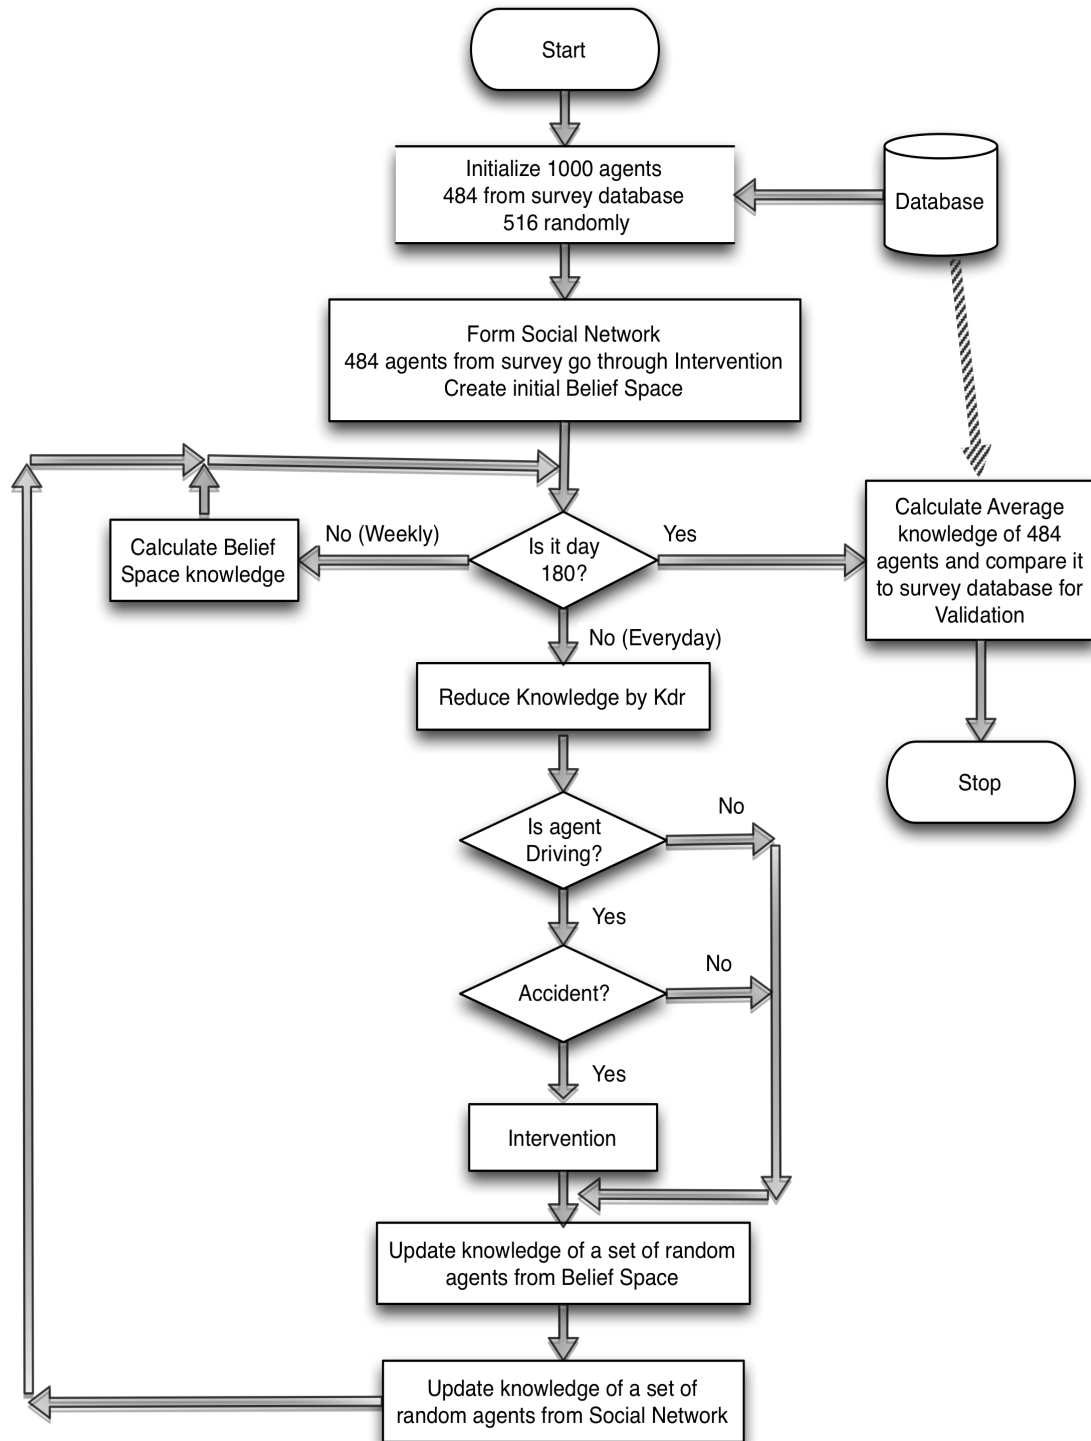 Start
Initialize 1000 agents
484 from survey database
516 randomly
Database
Form Social Network
484 agents from survey go through Intervention
Create initial Belief Space
Calculate Belief
Space knowledge
No (Weekly)
Is it day
180?
Yes
Calculate Average
knowledge of 484
agents and compare it
to survey database for
Validation
No (Everyday)
Reduce Knowledge by Kdr
Stop
Is agent
Driving?
No
Yes
Accident?
No
Yes
Intervention
Update knowledge of a set of random
agents from Belief Space
Update knowledge of a set of
random agents from Social Network